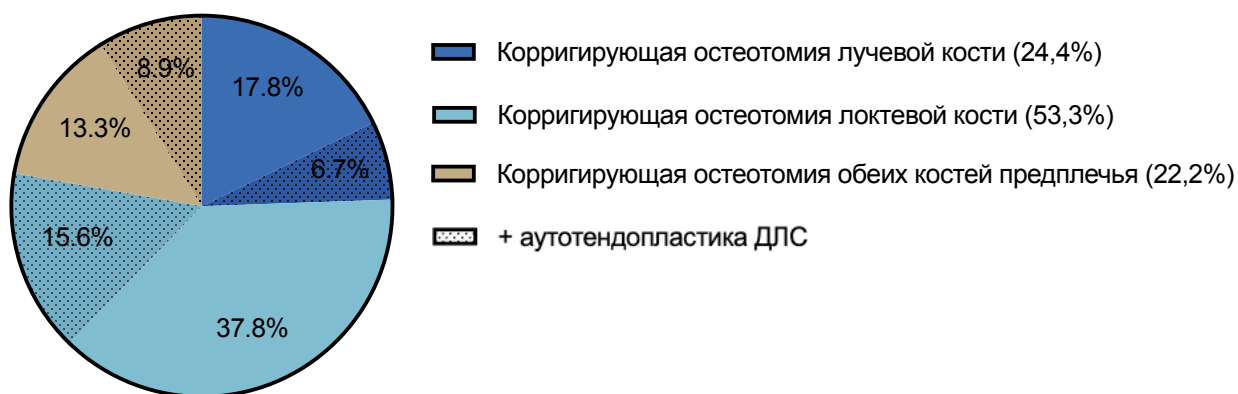 8.9%
17.8%
13.3%
6.7%
15.6%
37.8%
Корригирующая остеотомия лучевой кости (24,4%)
Корригирующая остеотомия локтевой кости (53,3%)
Корригирующая остеотомия обеих костей предплечья (22,2%)
+ аутотендопластика ДЛС